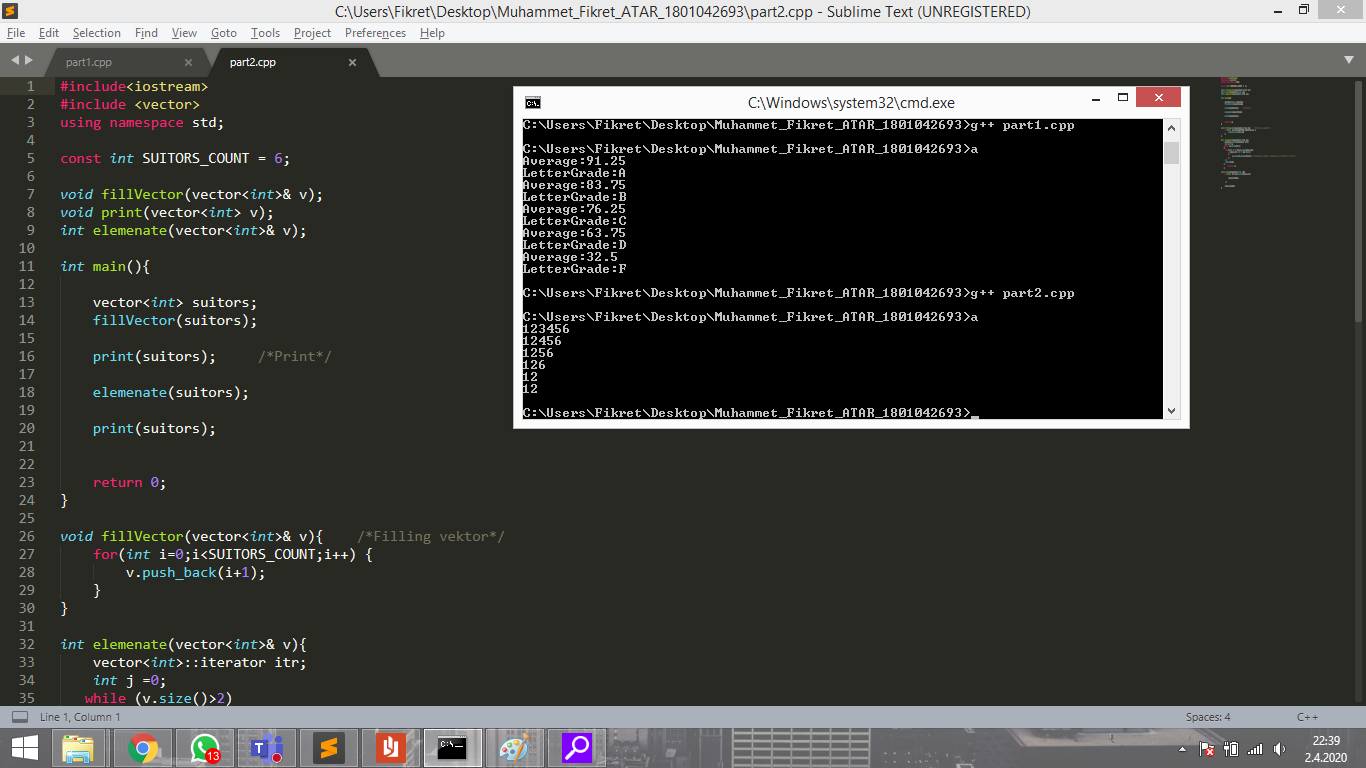 C:\Users\Fikret\Desktop\Muhammet_Fikret_ATAR_1801042693\part2.cpp - Sublime Text (UNREGISTERED)
File Edit Selection Find View Goto Tools Project Preferences Help
part1.cpp × part2.cpp ×
1 #include<iostream>
2 #include <vector>
3 using namespace std;
4
5 const int SUITORS_COUNT = 6;
6
7 void fillVector(vector<int>& v);
8 void print(vector<int> v);
9 int elemenate(vector<int>& v);
10
11 int main(){
12
13 vector<int> suitors;
14 fillVector(suitors);
15
16 print(suitors); /*Print*/
17
18 elemenate(suitors);
19
20 print(suitors);
21
22
23 return 0;
24 }
25
26 void fillVector(vector<int>& v){ /*Filling vektor*/
27 for(int i=0;i<SUITORS_COUNT;i++) {
28 v.push_back(i+1);
29 }
30 }
31
32 int elemenate(vector<int>& v){
33 vector<int>::iterator itr;
34 int j =0;
35 while (v.size()>2)
C:\Windows\system32\cmd.exe
C:\Users\Fikret\Desktop\Muhammet_Fikret_ATAR_1801042693>g++ part1.cpp
C:\Users\Fikret\Desktop\Muhammet_Fikret_ATAR_1801042693>a
Average:91.25
LetterGrade:A
Average:83.75
LetterGrade:B
Average:76.25
LetterGrade:C
Average:63.75
LetterGrade:D
Average:32.5
LetterGrade:F
C:\Users\Fikret\Desktop\Muhammet_Fikret_ATAR_1801042693>g++ part2.cpp
C:\Users\Fikret\Desktop\Muhammet_Fikret_ATAR_1801042693>a
123456
12456
1256
126
12
12
C:\Users\Fikret\Desktop\Muhammet_Fikret_ATAR_1801042693>_
Line 1, Column 1 Spaces: 4 C++
13
22:39
2.4.2020